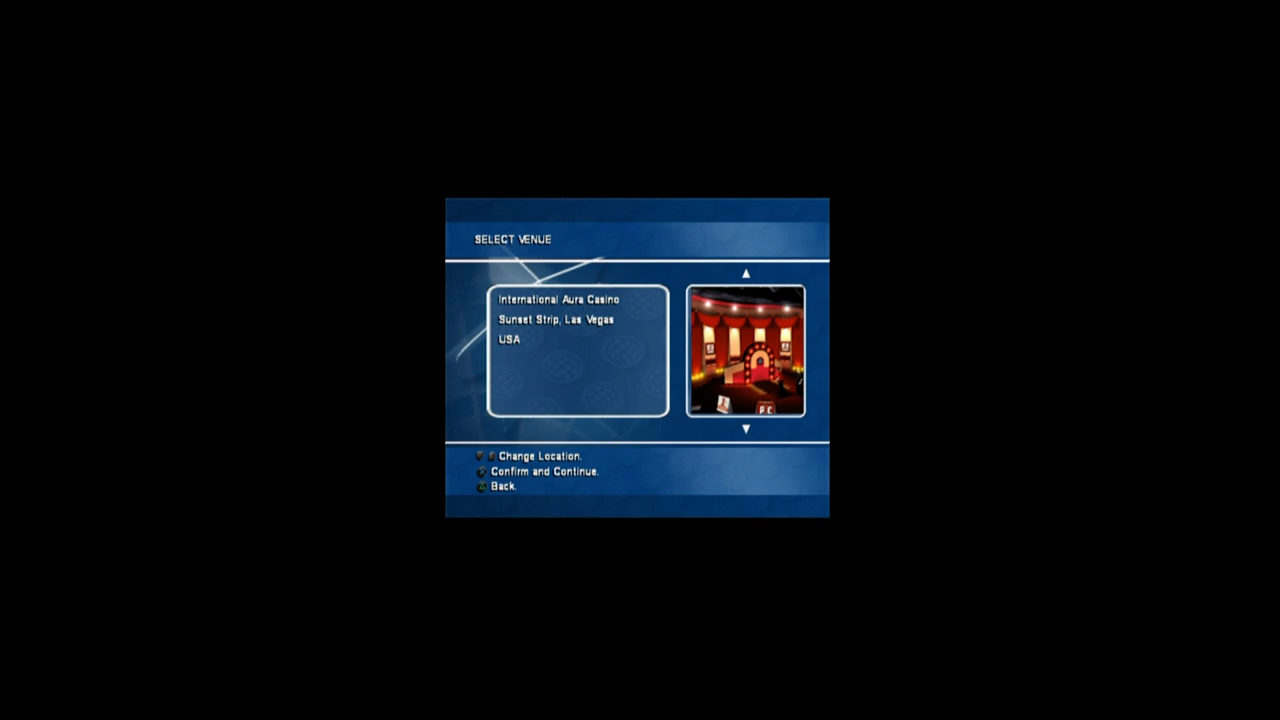 SELECT VENUE
International Aura Casino
Sunset Strip, Las Vegas
USA
Change Location.
Confirm and Continue.
Back.